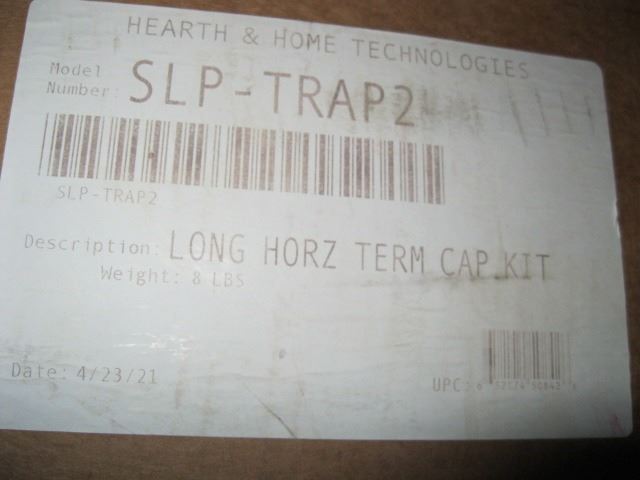 HEARTH & HOME TECHNOLOGIES
Model
Number: SLP-TRAP2
SLP-TRAP2
Description: LONG HORZ TERM CAP KIT
Weight: 8 LBS
Date: 4/23/21
UPC: